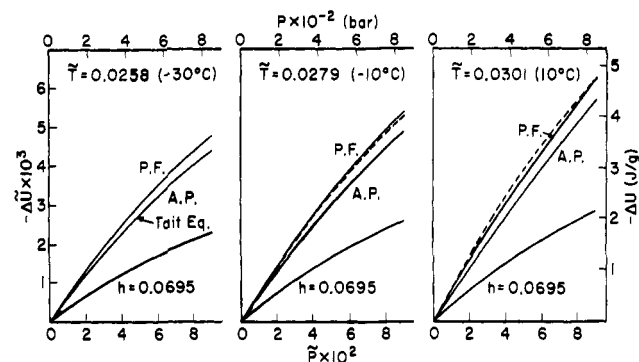 P×10⁻² (bar)
0 2 4 6 8 0 2 4 6 8 0 2 4 6 8
T̃=0.0258 (-30°C)
T̃=0.0279 (-10°C)
T̃=0.0301 (10°C)
-ΔŨ×10³
6
5
4
3
2
1
P.F.
A.P.
Tait Eq.
h=0.0695
P.F.
A.P.
h=0.0695
P.F.
A.P.
h=0.0695
5
4
3
2
1
0
-ΔU (J/g)
0 2 4 6 8 0 2 4 6 8 0 2 4 6 8
P̃×10²